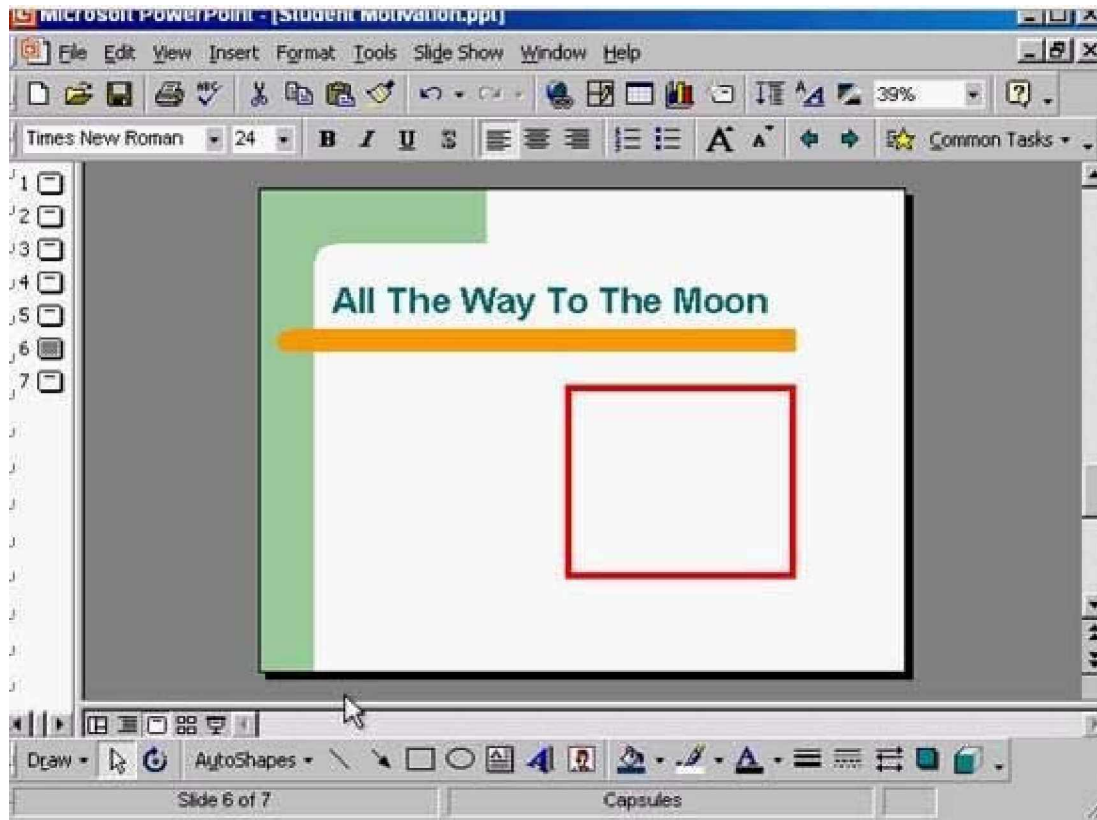 Microsoft PowerPoint - [Student Motivation.ppt]
File Edit View Insert Format Tools Slide Show Window Help
ABC 39%
Times New Roman 24 B I U S A A Common Tasks
1
2
3
4
5
6
7
All The Way To The Moon
Draw AutoShapes A A
Slide 6 of 7 Capsules